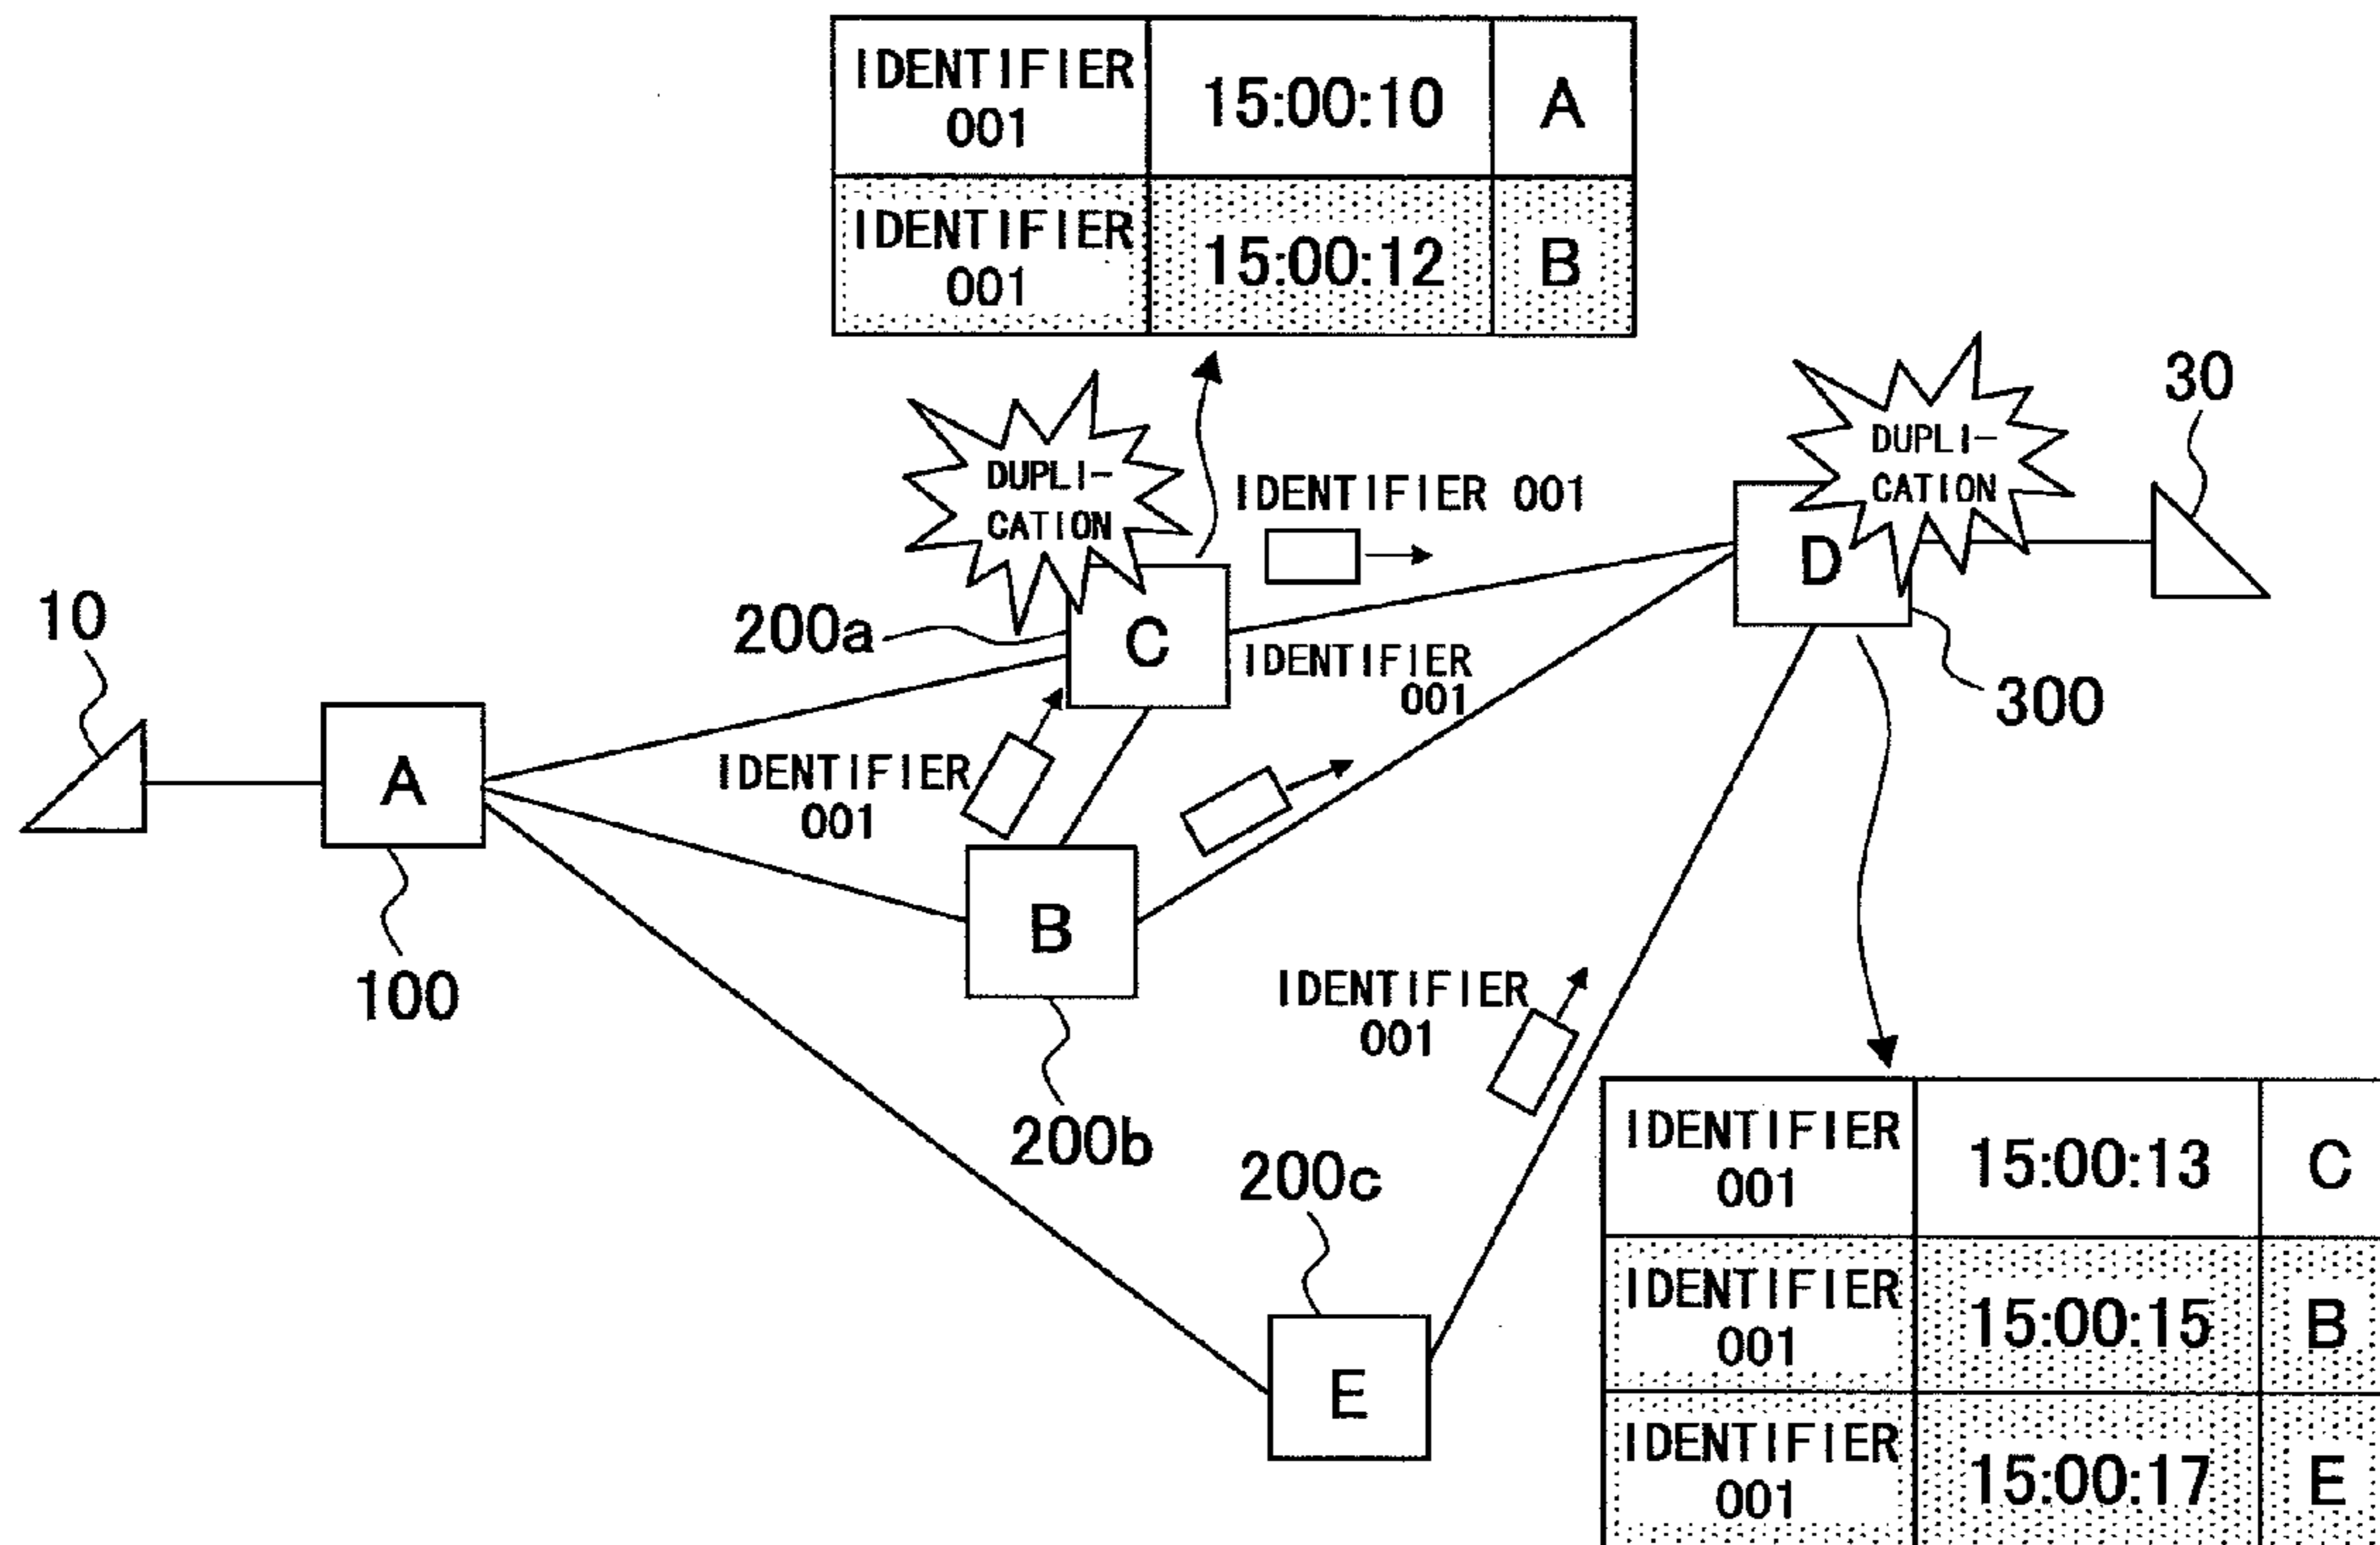 IDENTIFIER 001 15:00:10 A
IDENTIFIER 001 15:00:12 B
DUPLI-
CATION
IDENTIFIER 001
DUPLI-
CATION
30
D
10
200a
C
IDENTIFIER
001
300
A
IDENTIFIER
001
B
100
200b
IDENTIFIER
001
200c
E
IDENTIFIER 001 15:00:13 C
IDENTIFIER 001 15:00:15 B
IDENTIFIER 001 15:00:17 E